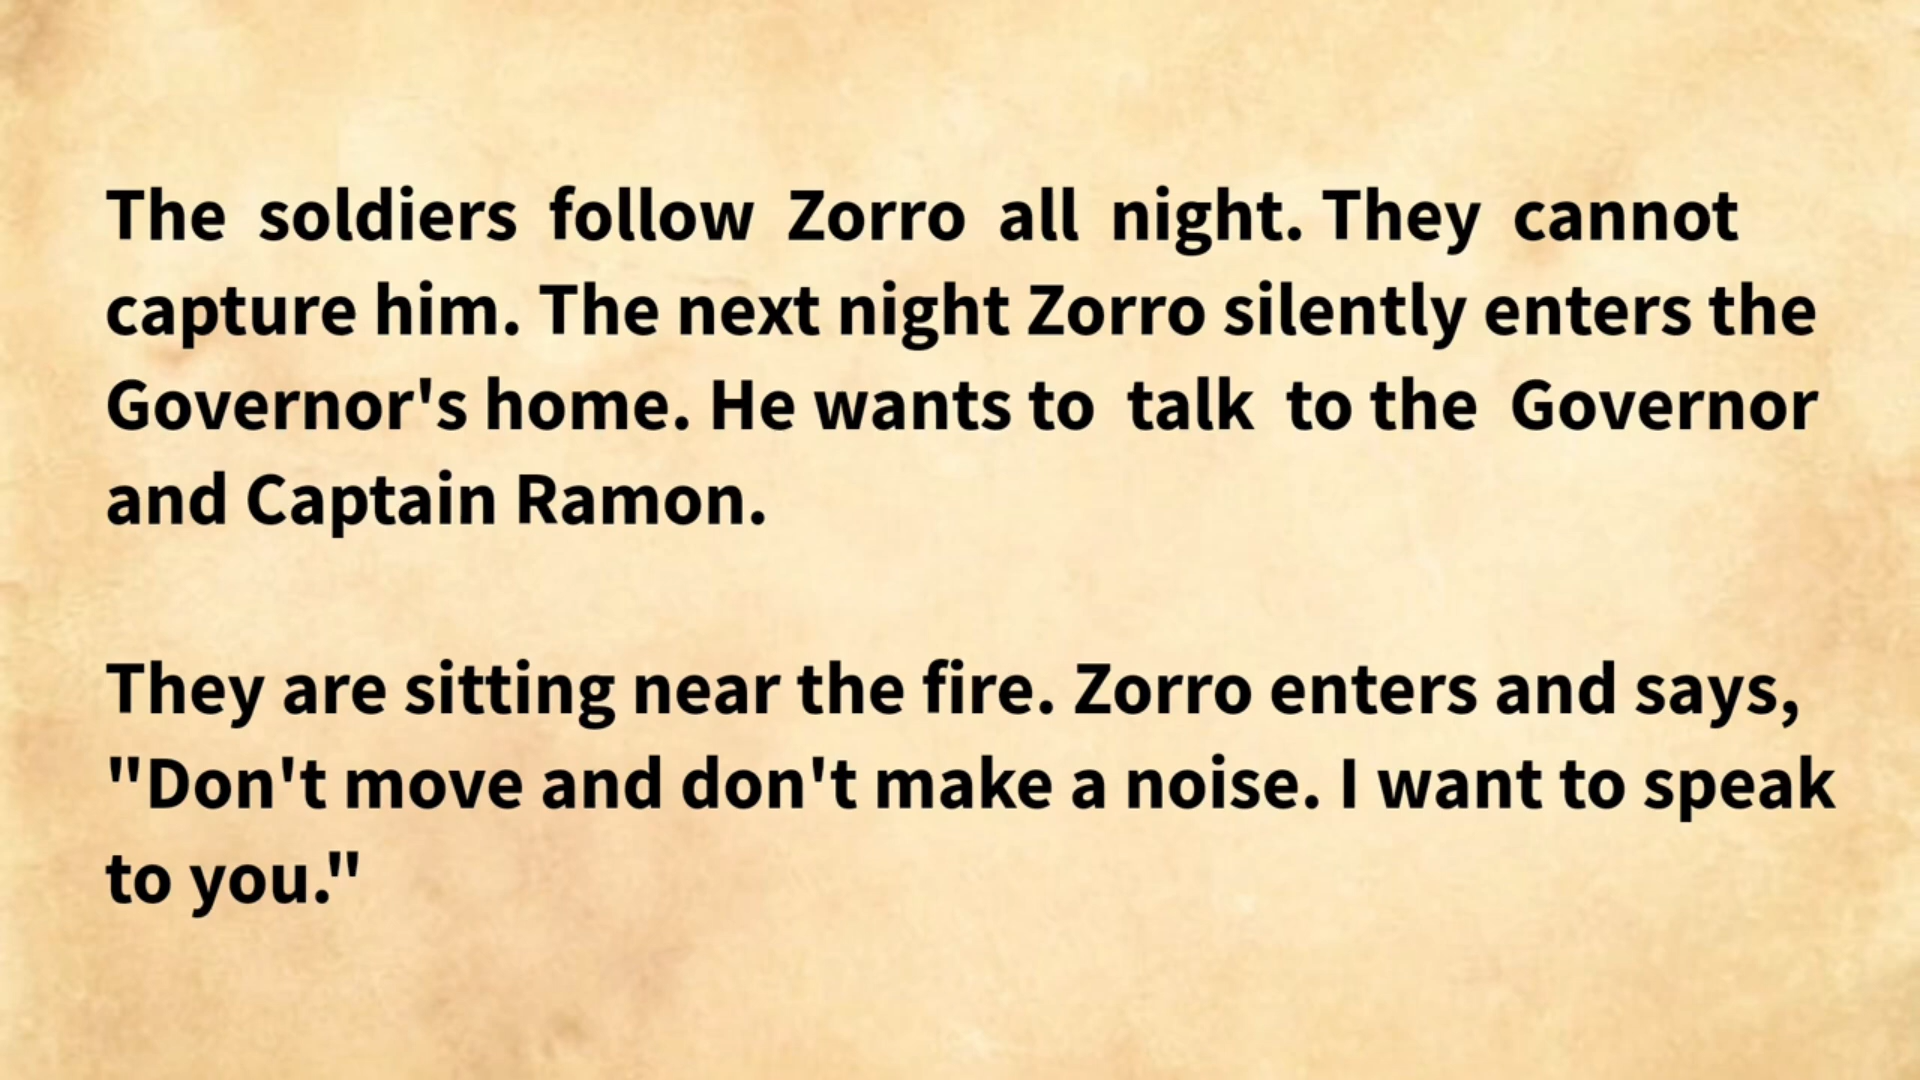 The soldiers follow Zorro all night. They cannot
capture him. The next night Zorro silently enters the
Governor's home. He wants to talk to the Governor
and Captain Ramon.
They are sitting near the fire. Zorro enters and says,
"Don't move and don't make a noise. I want to speak
to you."